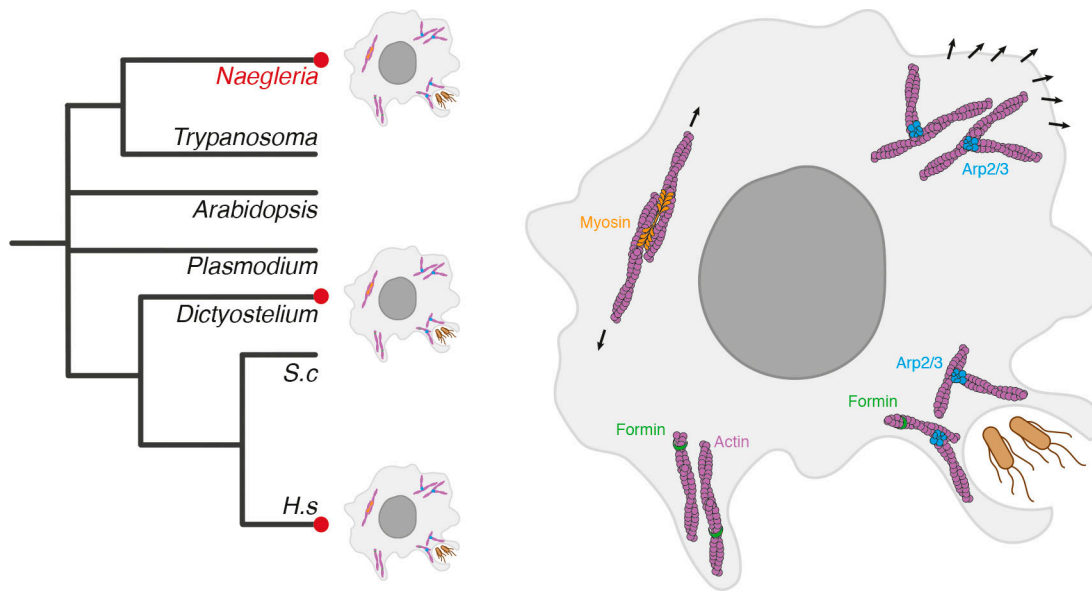 Naegleria
Trypanosoma
Arabidopsis
Plasmodium
Dictyostelium
S.c
H.s
Arp2/3
Myosin
Arp2/3
Formin
Formin
Actin